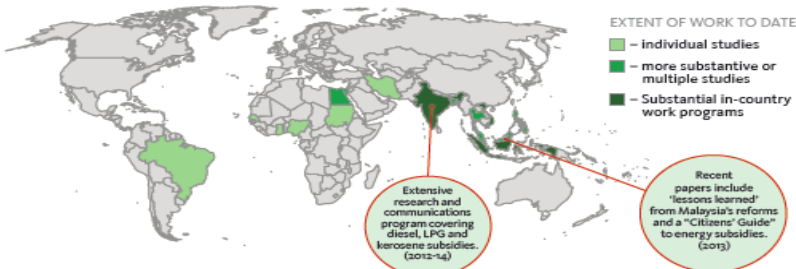 EXTENT OF WORK TO DATE
– individual studies
– more substantive or
multiple studies
– Substantial in-country
work programs
Extensive
research and
communications
program covering
diesel, LPG and
kerosene subsidies.
(2012-14)
Recent
papers include
‘lessons learned’
from Malaysia’s reforms
and a “Citizens’ Guide”
to energy subsidies.
(2013)